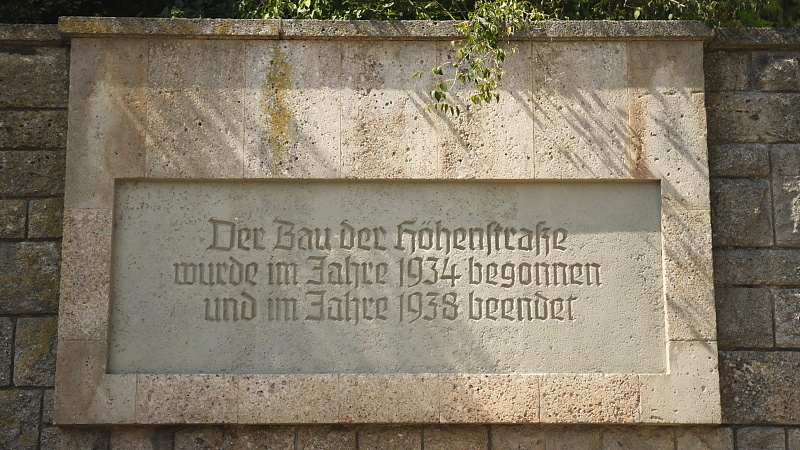 Der Bau der Höhenstraße
wurde im Jahre 1934 begonnen
und im Jahre 1938 beendet